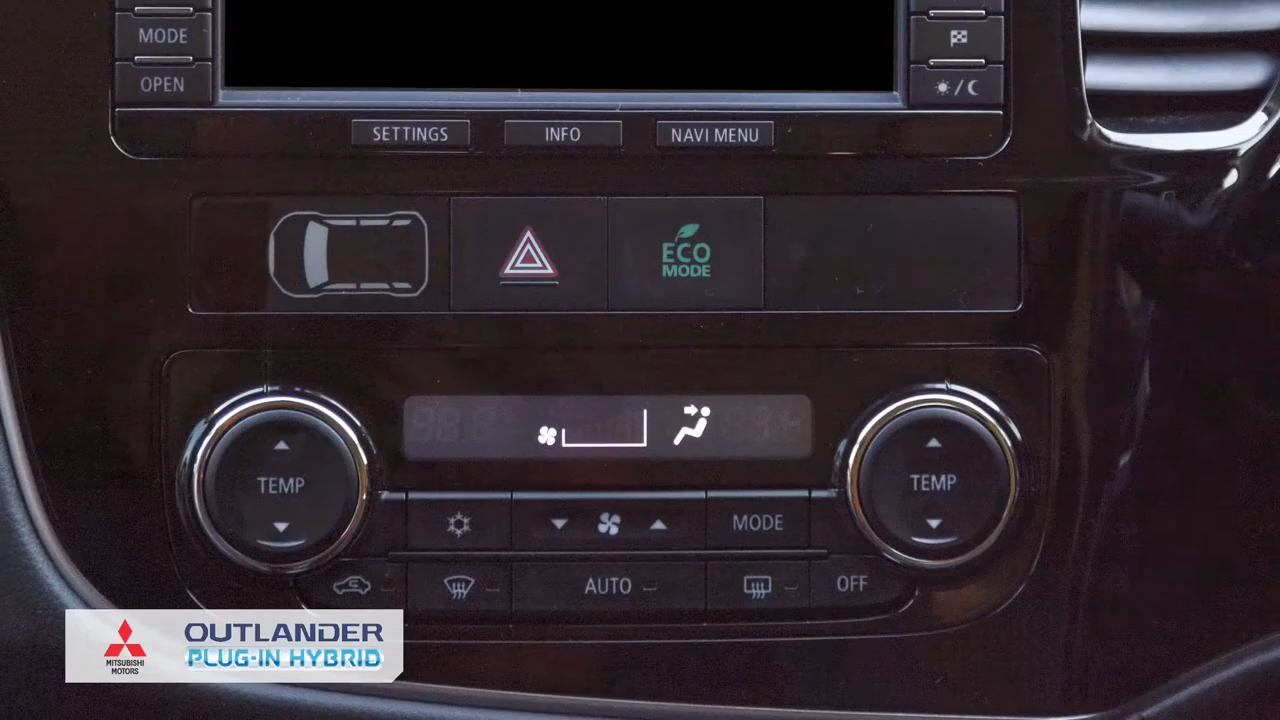 MODE
OPEN
SETTINGS INFO NAVI MENU
ECO
MODE
TEMP
TEMP
MODE
AUTO
OFF
MITSUBISHI
MOTORS
OUTLANDER
PLUG-IN HYBRID